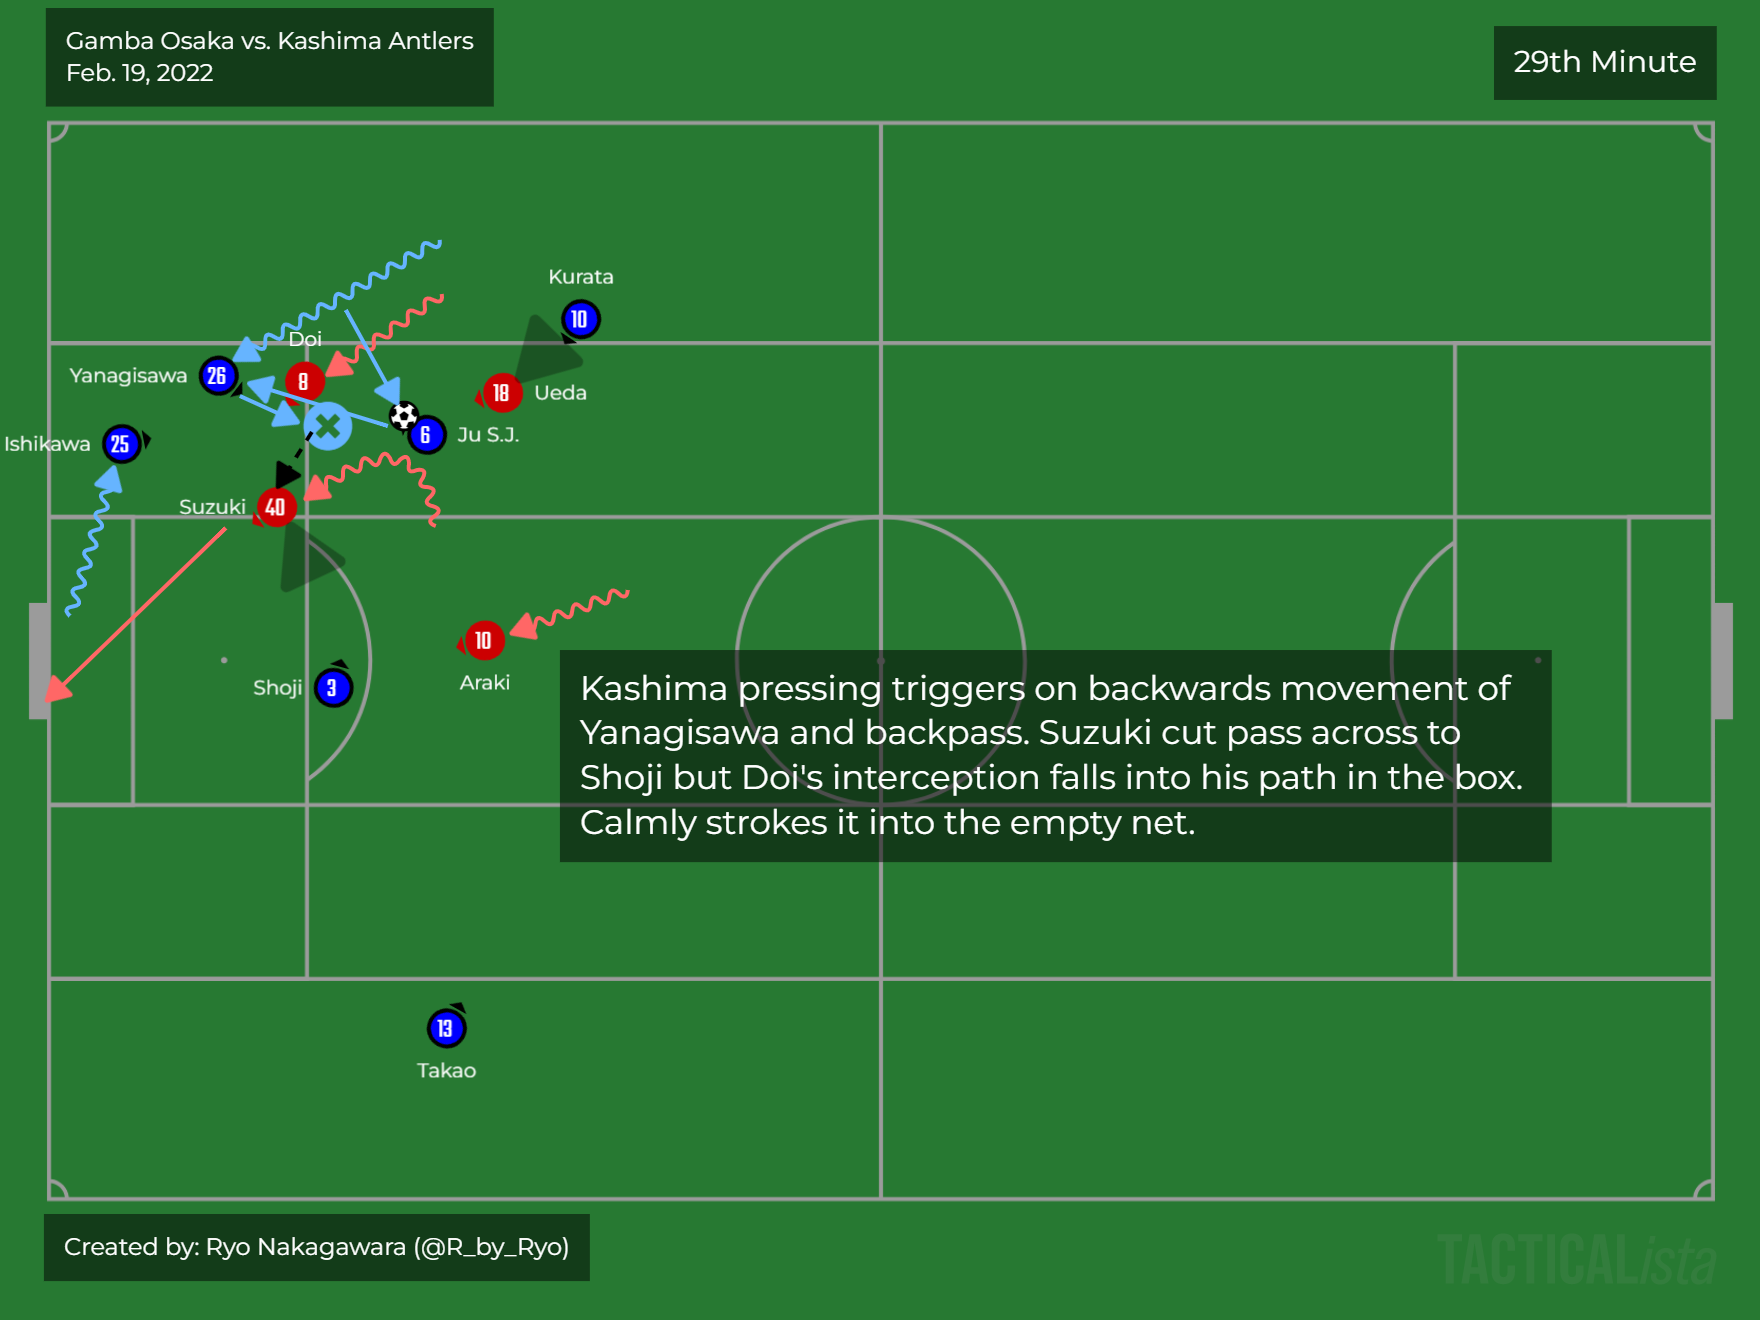 Gamba Osaka vs. Kashima Antlers
Feb. 19, 2022
29th Minute
Kurata
10
Doi
Yanagisawa
26
8
18
Ueda
Ishikawa
25
6
Ju S.J.
Suzuki
40
10
Araki
Shoji
3
Kashima pressing triggers on backwards movement of
Yanagisawa and backpass. Suzuki cut pass across to
Shoji but Doi's interception falls into his path in the box.
Calmly strokes it into the empty net.
13
Takao
Created by: Ryo Nakagawara (@R_by_Ryo)
TACTICALista